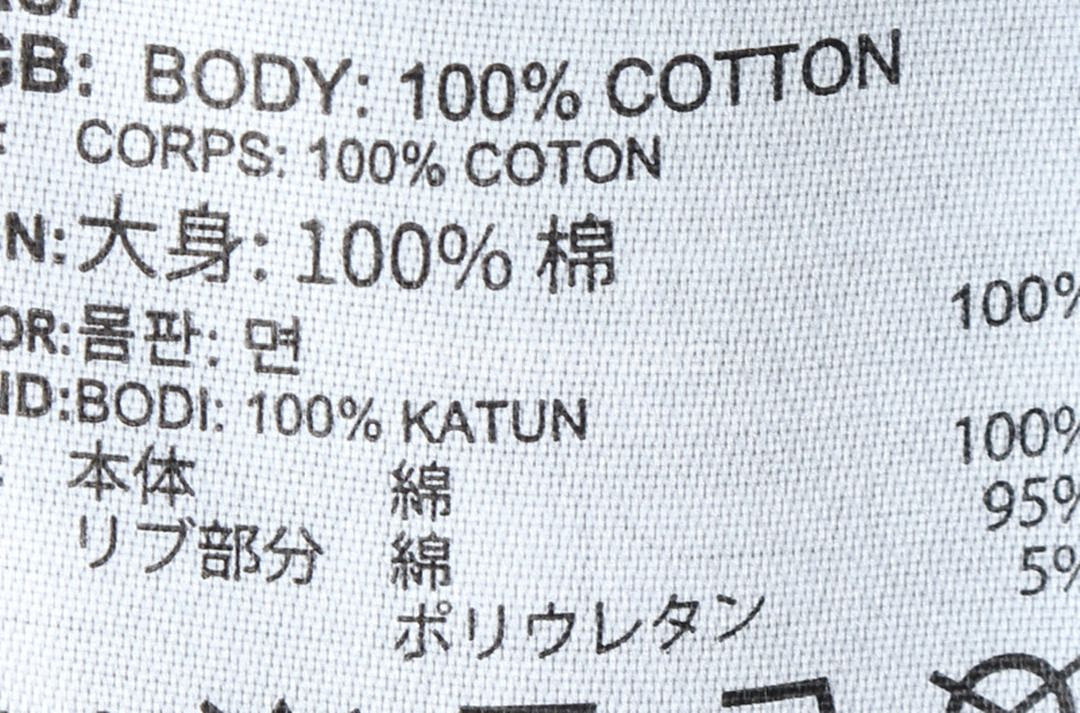 GB: BODY: 100% COTTON
CORPS: 100% COTON
N: 大身: 100% 棉
OR: 몸판: 면 100%
ND: BODI: 100% KATUN
本体 綿 100%
リブ部分 綿 95%
ポリウレタン 5%